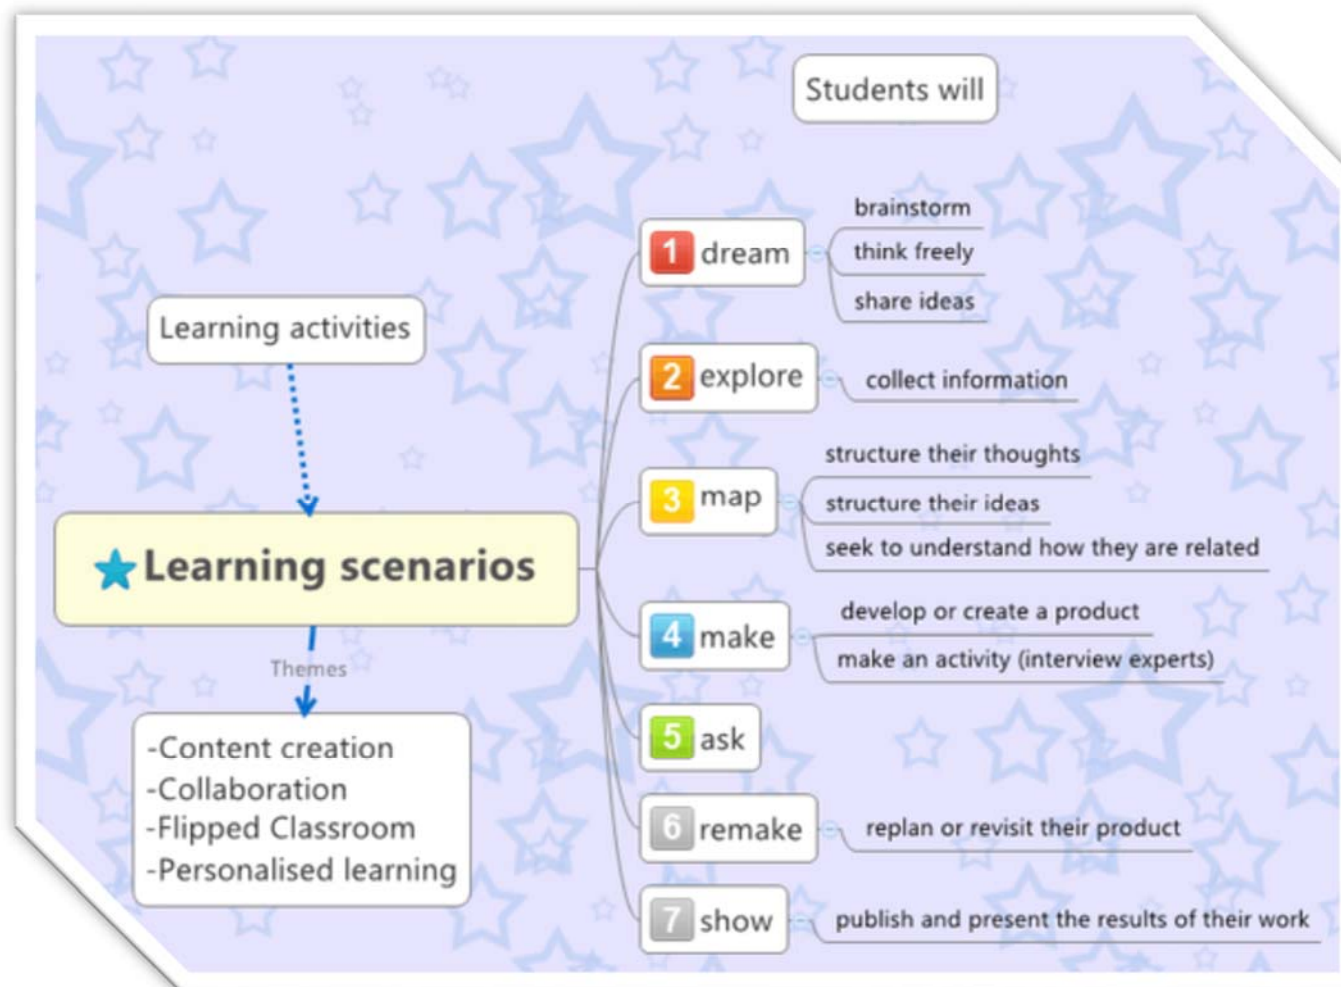 Students will
Learning activities
Learning scenarios
Themes
-Content creation
-Collaboration
-Flipped Classroom
-Personalised learning
1 dream
brainstorm
think freely
share ideas
2 explore
collect information
3 map
structure their thoughts
structure their ideas
seek to understand how they are related
4 make
develop or create a product
make an activity (interview experts)
5 ask
6 remake
replan or revisit their product
7 show
publish and present the results of their work